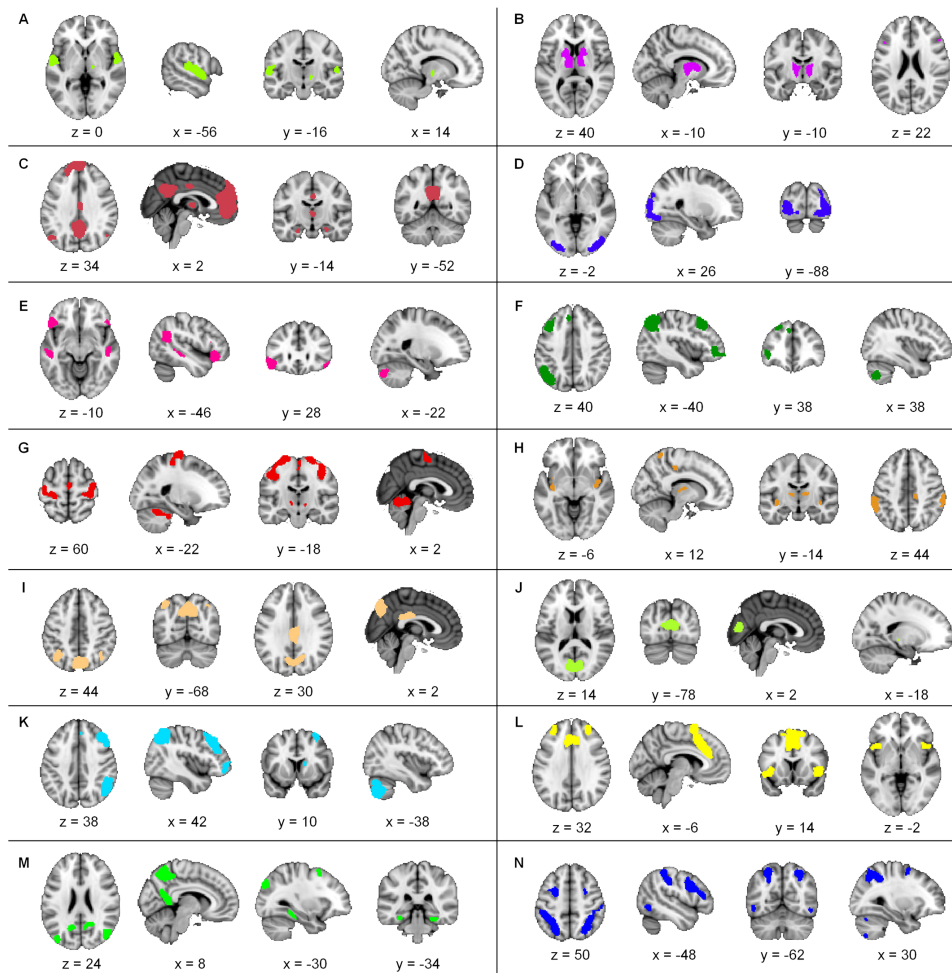 A
z = 0 x = -56 y = -16 x = 14
B
z = 40 x = -10 y = -10 z = 22
C
z = 34 x = 2 y = -14 y = -52
D
z = -2 x = 26 y = -88
E
z = -10 x = -46 y = 28 x = -22
F
z = 40 x = -40 y = 38 x = 38
G
z = 60 x = -22 y = -18 x = 2
H
z = -6 x = 12 y = -14 z = 44
I
z = 44 y = -68 z = 30 x = 2
J
z = 14 y = -78 x = 2 x = -18
K
z = 38 x = 42 y = 10 x = -38
L
z = 32 x = -6 y = 14 z = -2
M
z = 24 x = 8 x = -30 y = -34
N
z = 50 x = -48 y = -62 x = 30